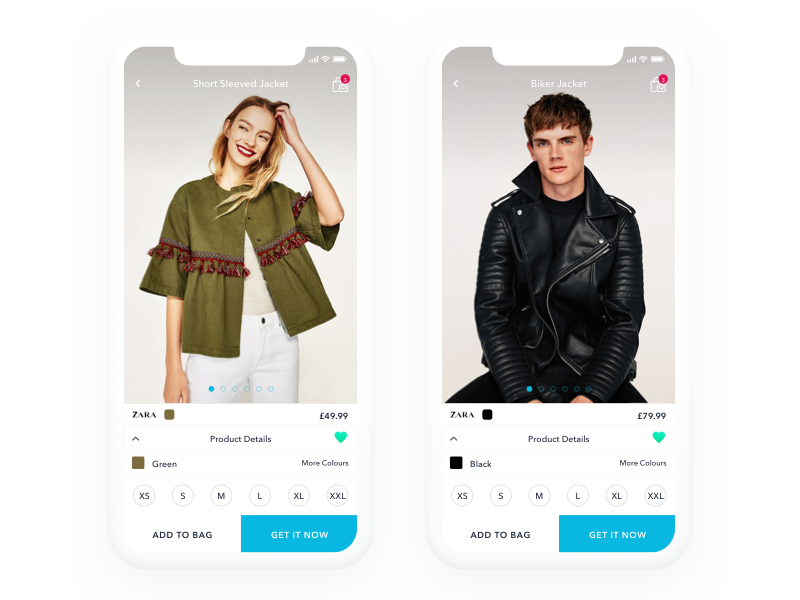 Short Sleeved Jacket
3
ZARA
£49.99
Product Details
Green
More Colours
XS S M L XL XXL
ADD TO BAG
GET IT NOW
Biker Jacket
3
ZARA
£79.99
Product Details
Black
More Colours
XS S M L XL XXL
ADD TO BAG
GET IT NOW